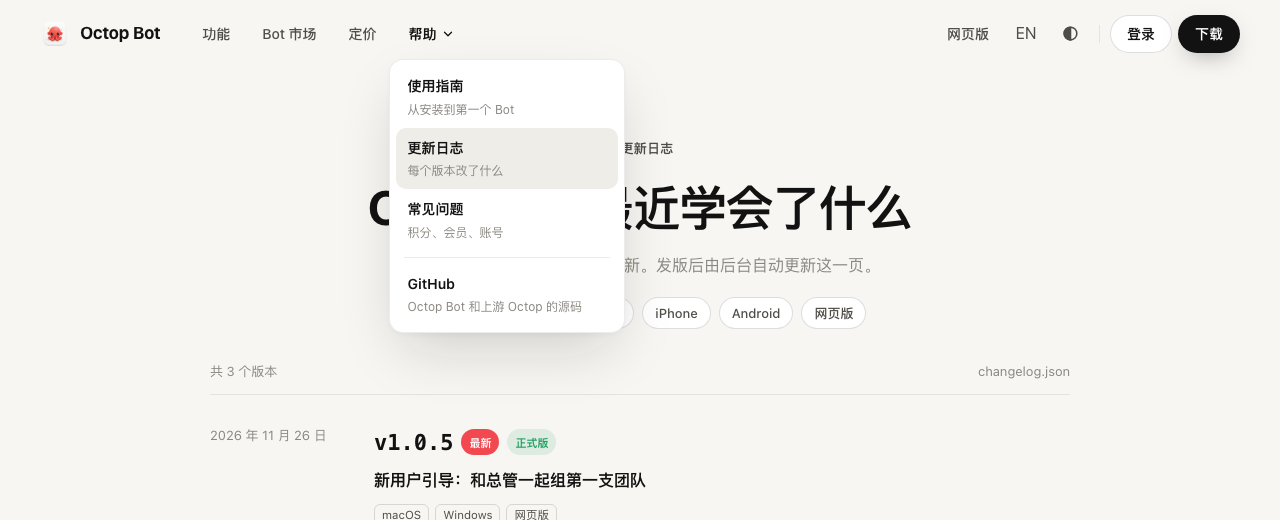 Octop Bot
功能
Bot 市场
定价
帮助
网页版
EN
登录
下载
使用指南
从安装到第一个 Bot
更新日志
每个版本改了什么
常见问题
积分、会员、账号
GitHub
Octop Bot 和上游 Octop 的源码
更新日志
近学会了什么
新。发版后由后台自动更新这一页。
iPhone
Android
网页版
共 3 个版本
changelog.json
2026 年 11 月 26 日
v1.0.5
最新
正式版
新用户引导：和总管一起组第一支团队
macOS
Windows
网页版